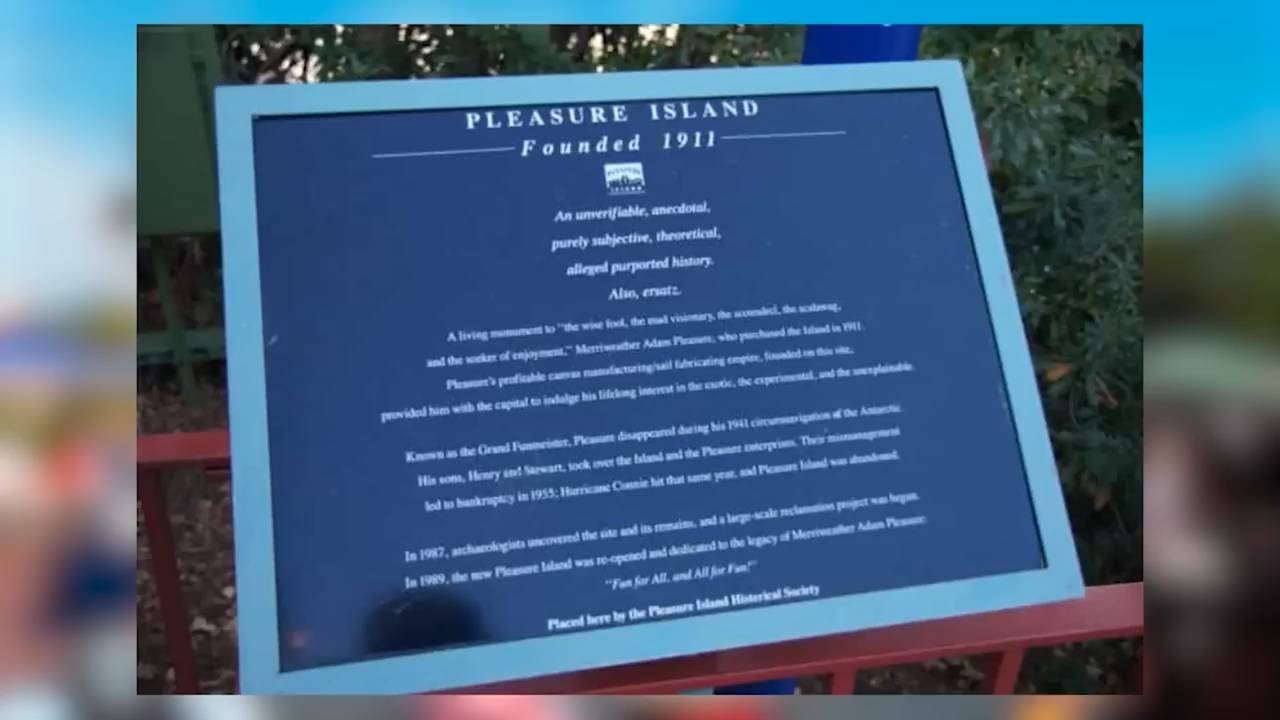 PLEASURE ISLAND
Founded 1911
PLEASURE
ISLAND
An unverifiable, anecdotal,
purely subjective, theoretical,
alleged purported history.
Also, ersatz.
A living monument to "the wise fool, the mad visionary, the scoundrel, the scalawag,
and the seeker of enjoyment," Merriweather Adam Pleasure, who purchased the Island in 1911.
Pleasure's profitable canvas manufacturing/sail fabricating empire, founded on this site,
provided him with the capital to indulge his lifelong interest in the exotic, the experimental, and the unexplainable.
Known as the Grand Funmeister, Pleasure disappeared during his 1941 circumnavigation of the Antarctic.
His sons, Henry and Stewart, took over the Island and the Pleasure enterprises. Their mismanagement
led to bankruptcy in 1955; Hurricane Connie hit that same year, and Pleasure Island was abandoned.
In 1987, archaeologists uncovered the site and its remains, and a large-scale reclamation project was begun.
In 1989, the new Pleasure Island was re-opened and dedicated to the legacy of Merriweather Adam Pleasure:
"Fun for All, and All for Fun!"
Placed here by the Pleasure Island Histerical Society